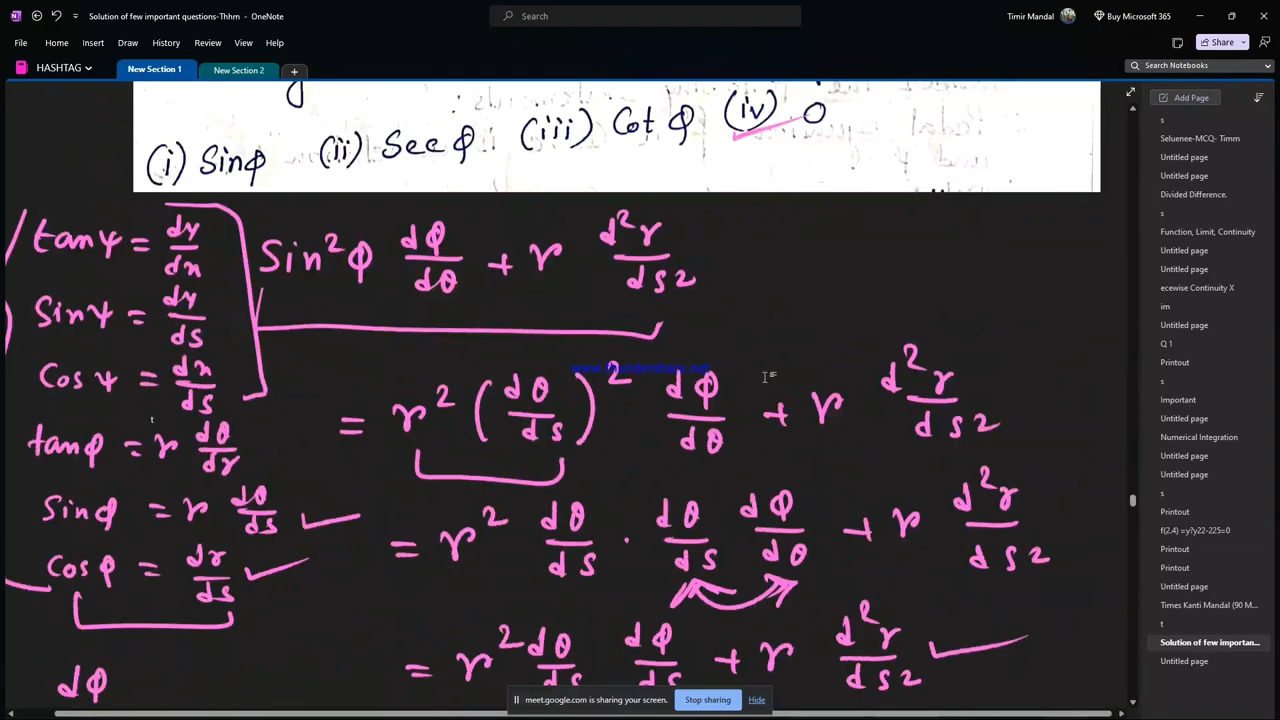 Solution of few important questions-Thhm - OneNote
Search
Timir Mandal
Buy Microsoft 365
File Home Insert Draw History Review View Help
Share
HASHTAG
New Section 1
New Section 2
Search Notebooks
Add Page
(i) Sinφ (ii) Secφ (iii) Cotφ (iv) 0
tanψ = dy/dx
Sinψ = dy/ds
Cosψ = dx/ds
tanφ = r dθ/dr
Sinφ = r dθ/ds
Cosφ = dr/ds
dφ
Sin²φ dφ/dθ + r d²r/ds²
www.thundershare.net
= r² (dθ/ds)² dφ/dθ + r d²r/ds²
= r² dθ/ds · dθ/ds dφ/dθ + r d²r/ds²
= r² dθ/ds dφ/ds + r d²r/ds²
t
meet.google.com is sharing your screen.
Stop sharing
Hide
s
Seluenee-MCQ- Timm
Untitled page
Untitled page
Divided Difference.
s
Function, Limit, Contiuity
Untitled page
Untitled page
ecewise Continuity X
im
Untitled page
Q 1
Printout
s
Important
Untitled page
Numerical Integration
Untitled page
Untitled page
s
Printout
f(2.4) =y?y22-225=0
Printout
Printout
Untitled page
Times Kanti Mandal (90 M...
t
Solution of few importan...
Untitled page